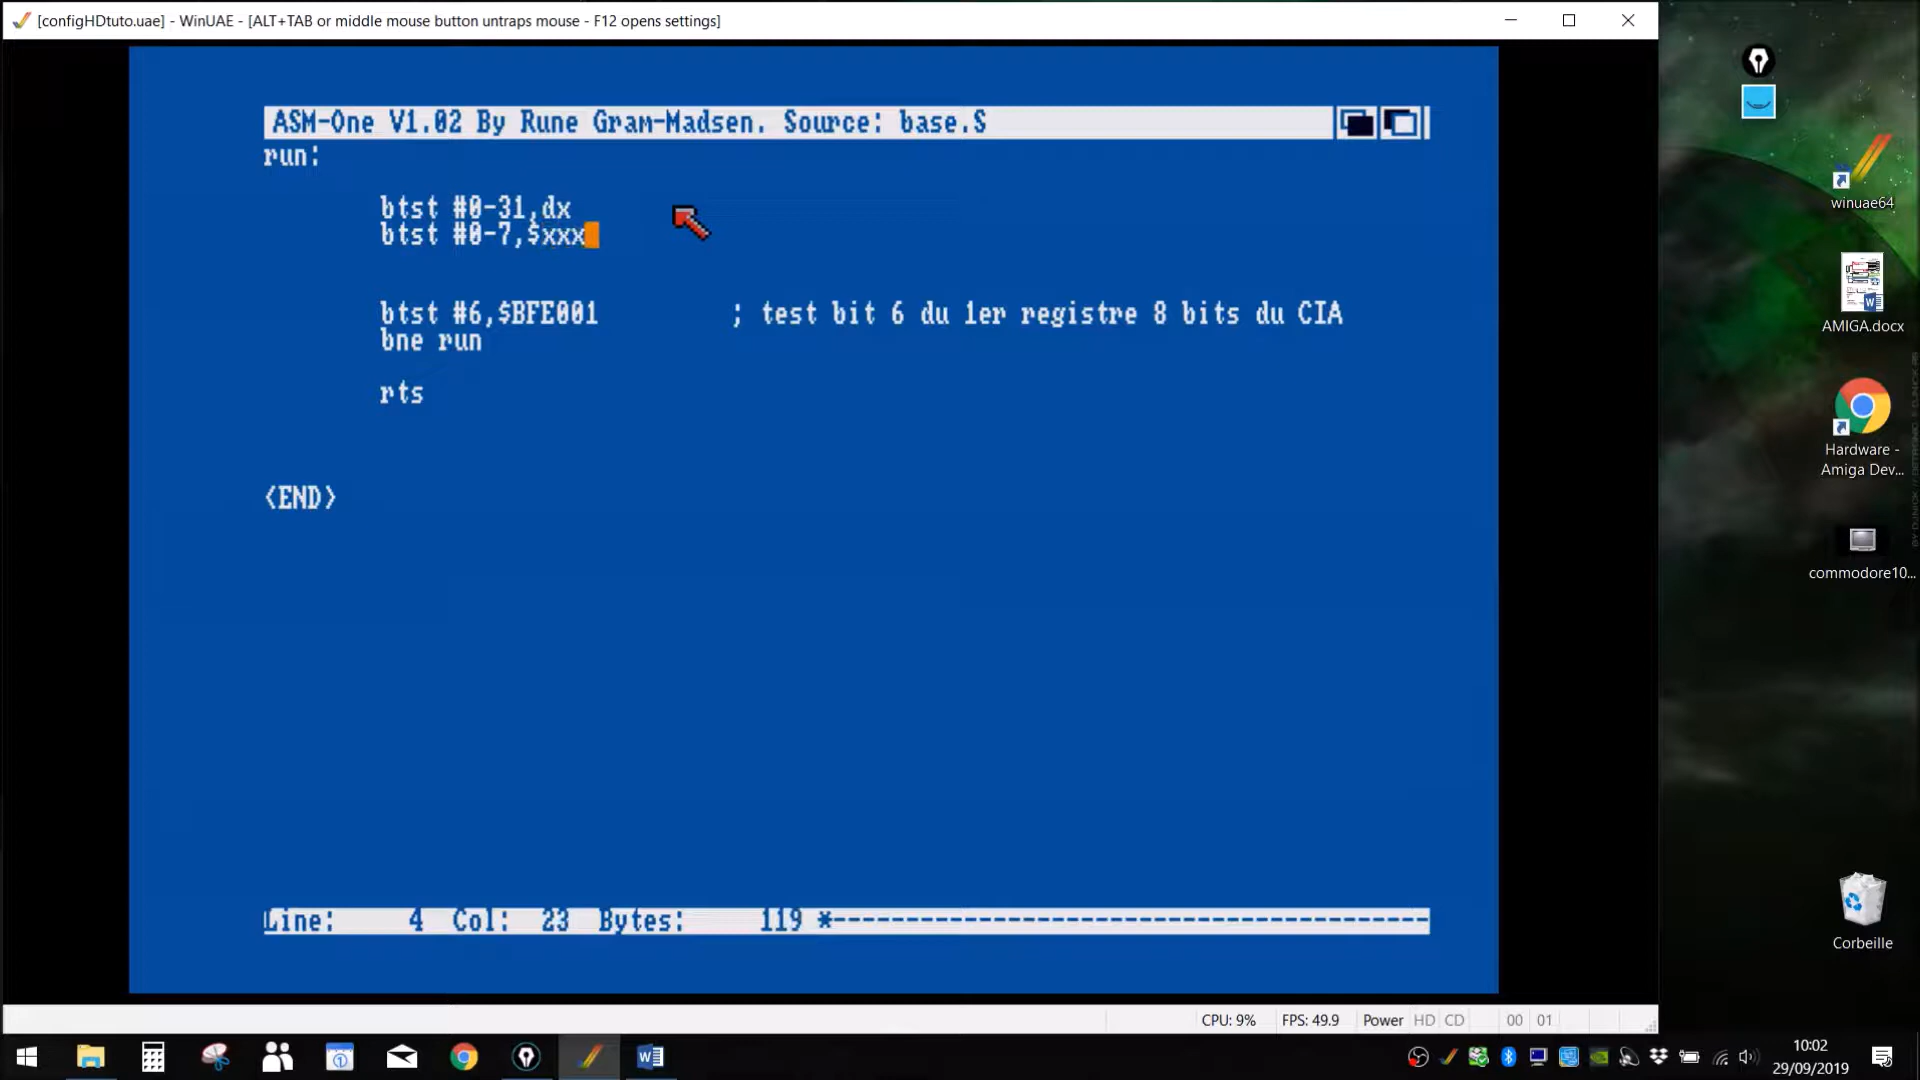 [configHDtuto.uae] - WinUAE - [ALT+TAB or middle mouse button untraps mouse - F12 opens settings]
ASM-One V1.02 By Rune Gram-Madsen. Source: base.S
run:
btst #0-31,dx
btst #0-7,$xxx
btst #6,$BFE001 ; test bit 6 du 1er registre 8 bits du CIA
bne run
rts
<END>
Line: 4 Col: 23 Bytes: 119 *-----------------------------------------
CPU: 9% FPS: 49.9 Power HD CD 00 01
winuae64
AMIGA.docx
Hardware -
Amiga Dev...
commodore10...
Corbeille
10:02
29/09/2019